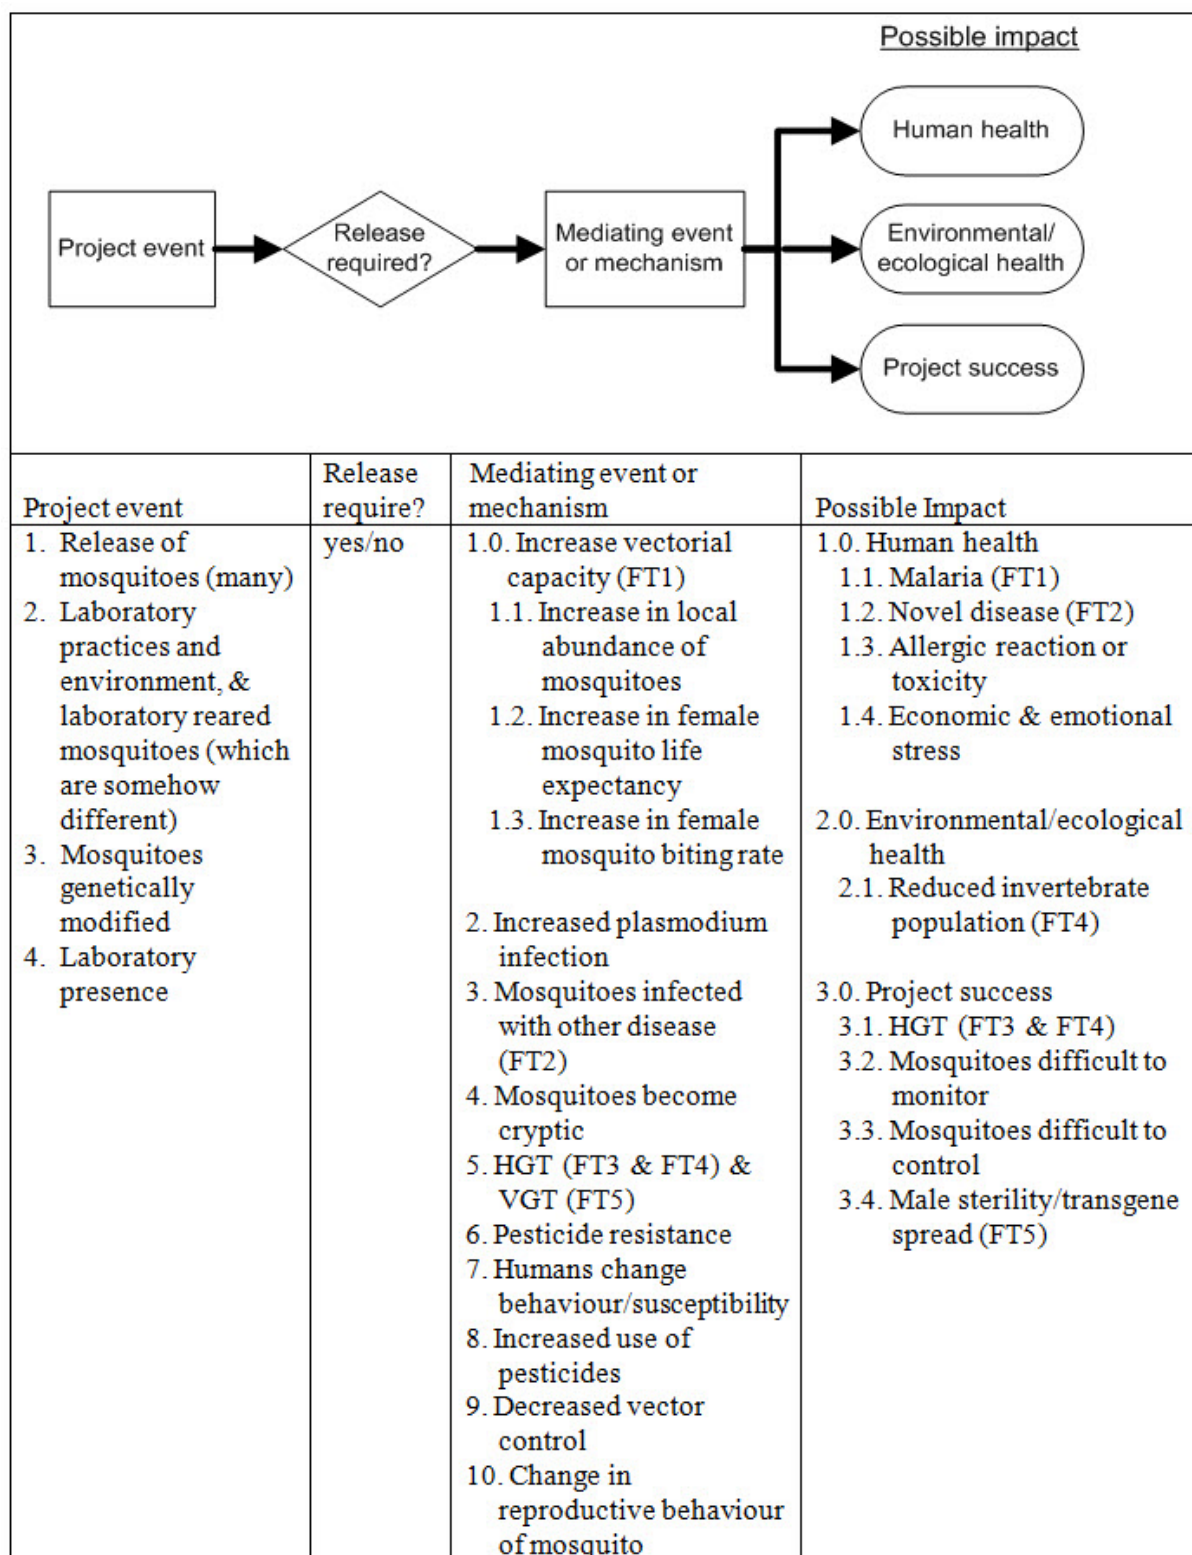 Possible impact
Human health
Project event
Release
required?
Mediating event
or mechanism
Environmental/
ecological health
Project success
Project event
Release
require?
Mediating event or
mechanism
Possible Impact
1. Release of
mosquitoes (many)
2. Laboratory
practices and
environment, &
laboratory reared
mosquitoes (which
are somehow
different)
3. Mosquitoes
genetically
modified
4. Laboratory
presence
yes/no
1.0. Increase vectorial
capacity (FT1)
1.1. Increase in local
abundance of
mosquitoes
1.2. Increase in female
mosquito life
expectancy
1.3. Increase in female
mosquito biting rate
2. Increased plasmodium
infection
3. Mosquitoes infected
with other disease
(FT2)
4. Mosquitoes become
cryptic
5. HGT (FT3 & FT4) &
VGT (FT5)
6. Pesticide resistance
7. Humans change
behaviour/susceptibility
8. Increased use of
pesticides
9. Decreased vector
control
10. Change in
reproductive behaviour
of mosquito
1.0. Human health
1.1. Malaria (FT1)
1.2. Novel disease (FT2)
1.3. Allergic reaction or
toxicity
1.4. Economic & emotional
stress
2.0. Environmental/ecological
health
2.1. Reduced invertebrate
population (FT4)
3.0. Project success
3.1. HGT (FT3 & FT4)
3.2. Mosquitoes difficult to
monitor
3.3. Mosquitoes difficult to
control
3.4. Male sterility/transgene
spread (FT5)